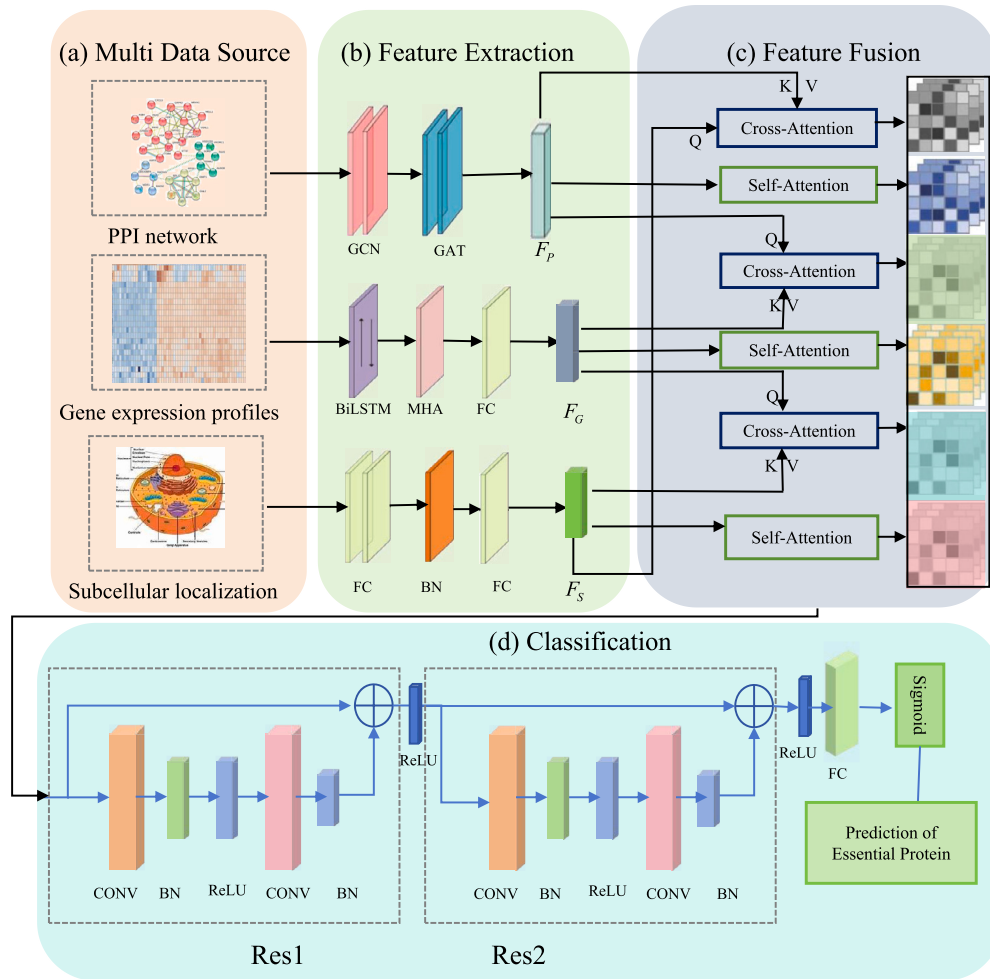 (a) Multi Data Source
PPI network
Gene expression profiles
Subcellular localization
(b) Feature Extraction
GCN
GAT
F_P
BiLSTM
MHA
FC
F_G
FC
BN
FC
F_S
(c) Feature Fusion
K V
Q
Cross-Attention
Self-Attention
Q
Cross-Attention
K V
Self-Attention
Q
Cross-Attention
K V
Self-Attention
(d) Classification
CONV
BN
ReLU
CONV
BN
Res1
ReLU
CONV
BN
ReLU
CONV
BN
Res2
ReLU
FC
Sigmoid
Prediction of
Essential Protein